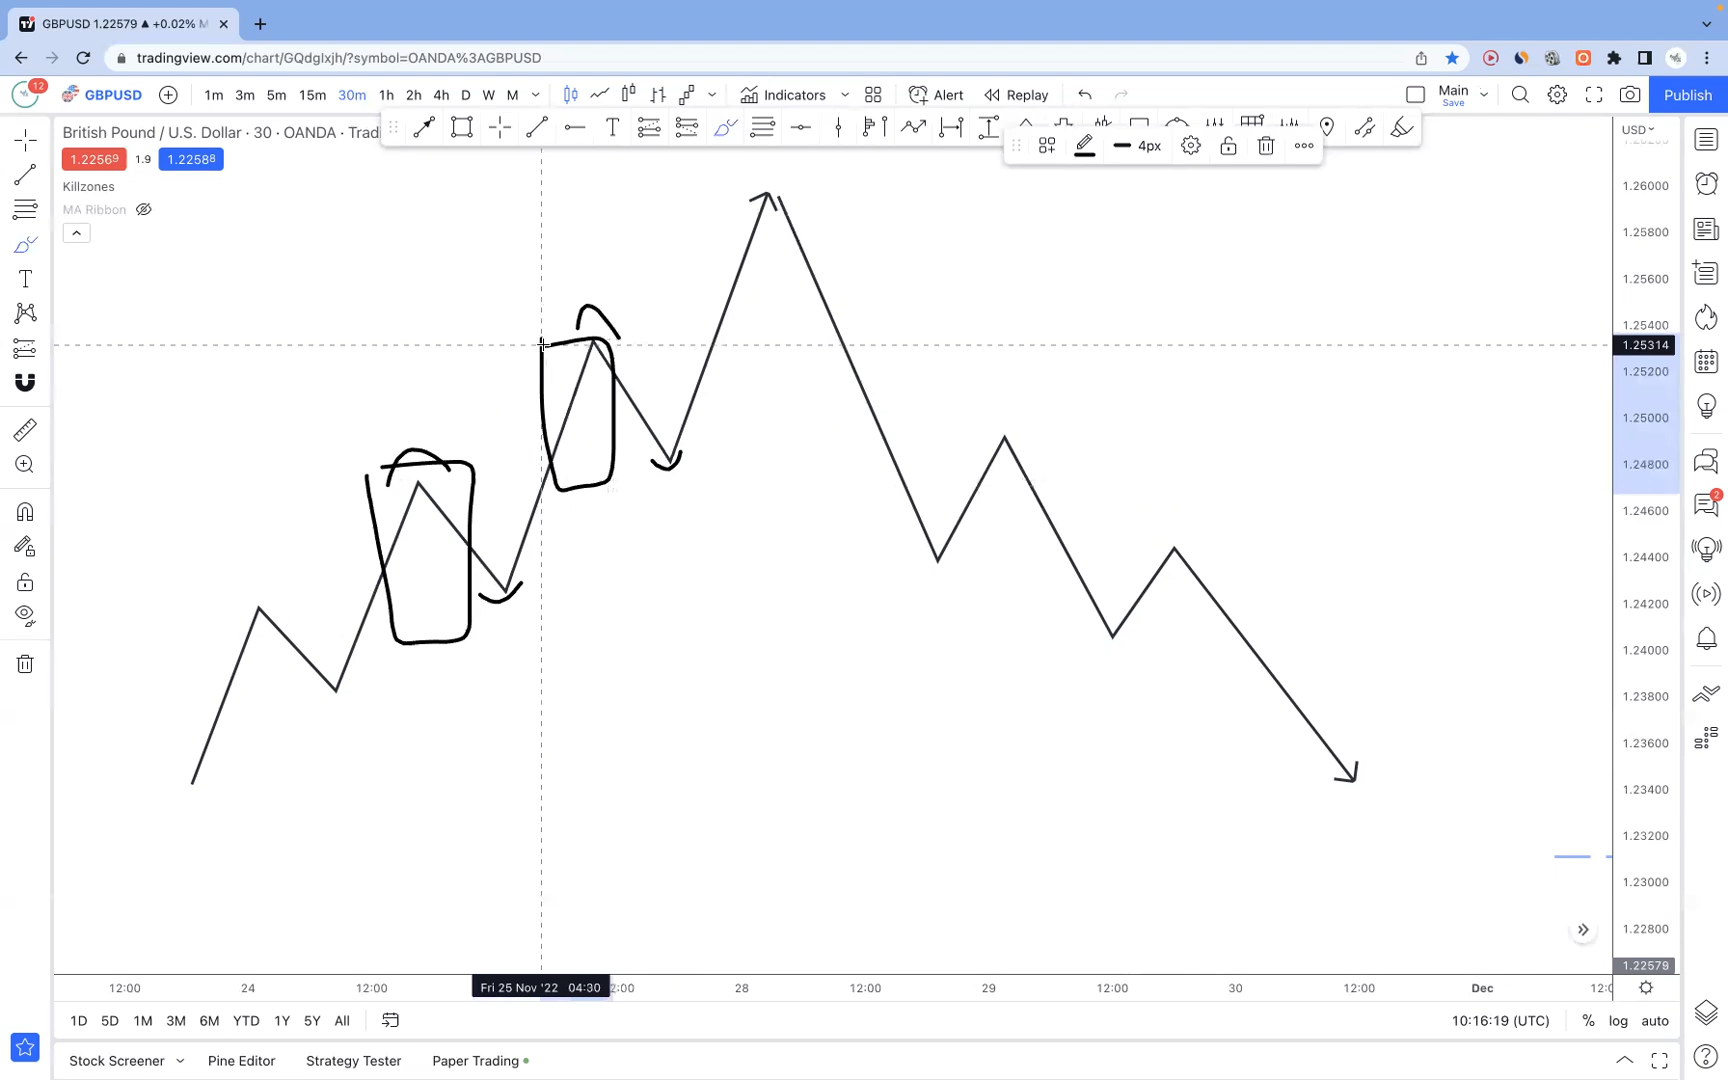 GBPUSD 1.22579 ▲ +0.02% M
tradingview.com/chart/GQdgIxjh/?symbol=OANDA%3AGBPUSD
12
GBPUSD
1m 3m 5m 15m 30m 1h 2h 4h D W M
Indicators
Alert
Replay
Main
Save
Publish
British Pound / U.S. Dollar · 30 · OANDA · Tradi
4px
USD
1.22569 1.9 1.22588
Killzones
MA Ribbon
1.26000
1.25800
1.25600
1.25400
1.25314
1.25200
1.25000
1.24800
1.24600
1.24400
1.24200
1.24000
1.23800
1.23600
1.23400
1.23200
1.23000
1.22800
1.22579
2
12:00 24 12:00 Fri 25 Nov '22 04:30 2:00 28 12:00 29 12:00 30 12:00 Dec 12:0
1D 5D 1M 3M 6M YTD 1Y 5Y All
10:16:19 (UTC) % log auto
Stock Screener Pine Editor Strategy Tester Paper Trading